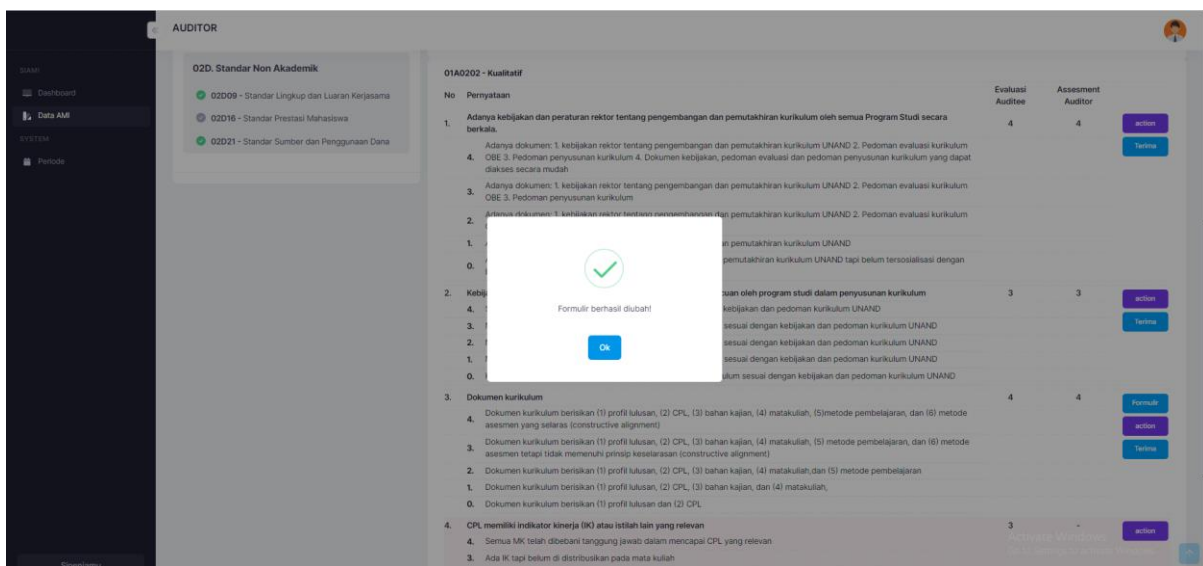 AUDITOR
SIAMI
Dashboard
Data AMI
SYSTEM
Periode
02D. Standar Non Akademik
02D09 - Standar Lingkup dan Luaran Kerjasama
02D16 - Standar Prestasi Mahasiswa
02D21 - Standar Sumber dan Penggunaan Dana
01A0202 - Kualitatif
No Pernyataan Evaluasi Auditee Assesment Auditor
1. Adanya kebijakan dan peraturan rektor tentang pengembangan dan pemutakhiran kurikulum oleh semua Program Studi secara 4 4 action
berkala.
Terima
Adanya dokumen: 1. kebijakan rektor tentang pengembangan dan pemutakhiran kurikulum UNAND 2. Pedoman evaluasi kurikulum
4. OBE 3. Pedoman penyusunan kurikulum 4. Dokumen kebijakan, pedoman evaluasi dan pedoman penyusunan kurikulum yang dapat
diakses secara mudah
Adanya dokumen: 1. kebijakan rektor tentang pengembangan dan pemutakhiran kurikulum UNAND 2. Pedoman evaluasi kurikulum
3. OBE 3. Pedoman penyusunan kurikulum
2. Adanya dokumen: 1. kebijakan rektor tentang pengembangan dan pemutakhiran kurikulum UNAND 2. Pedoman evaluasi kurikulum
1. pemutakhiran kurikulum UNAND
0. pemutakhiran kurikulum UNAND tapi belum tersosialisasi dengan
2. oleh program studi dalam penyusunan kurikulum 3 3 action
4. kebijakan dan pedoman kurikulum UNAND
Terima
3. sesuai dengan kebijakan dan pedoman kurikulum UNAND
2. sesuai dengan kebijakan dan pedoman kurikulum UNAND
1. sesuai dengan kebijakan dan pedoman kurikulum UNAND
0. sesuai dengan kebijakan dan pedoman kurikulum UNAND
Formulir berhasil diubah!
Ok
3. Dokumen kurikulum 4 4 Formulir
Dokumen kurikulum berisikan (1) profil lulusan, (2) CPL, (3) bahan kajian, (4) matakuliah, (5)metode pembelajaran, dan (6) metode
4. asesmen yang selaras (constructive alignment)
action
Dokumen kurikulum berisikan (1) profil lulusan, (2) CPL, (3) bahan kajian, (4) matakuliah, (5) metode pembelajaran, dan (6) metode
3. asesmen tetapi tidak memenuhi prinsip keselarasan (constructive alignment)
Terima
2. Dokumen kurikulum berisikan (1) profil lulusan, (2) CPL, (3) bahan kajian, (4) matakuliah,dan (5) metode pembelajaran
1. Dokumen kurikulum berisikan (1) profil lulusan, (2) CPL, (3) bahan kajian, dan (4) matakuliah,
0. Dokumen kurikulum berisikan (1) profil lulusan dan (2) CPL
4. CPL memiliki indikator kinerja (IK) atau istilah lain yang relevan 3 - action
4. Semua MK telah dibebani tanggung jawab dalam mencapai CPL yang relevan
3. Ada IK tapi belum di distribusikan pada mata kuliah
Activate Windows